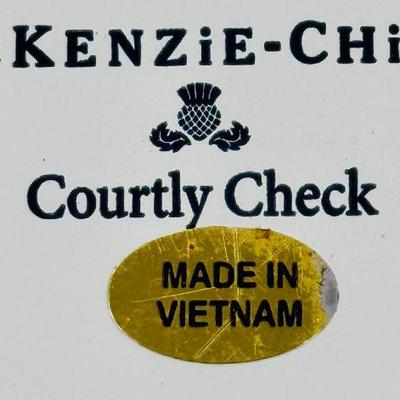 KENZiE-CHi
Courtly Check
MADE IN
VIETNAM